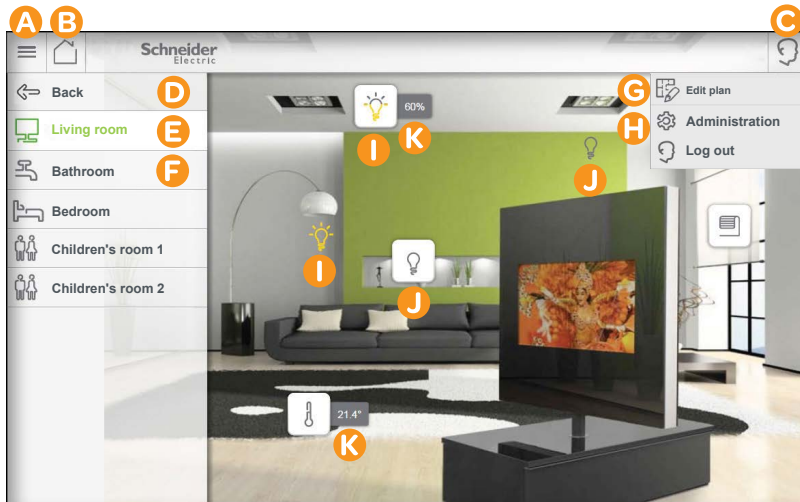 A
B
C
Schneider
Electric
Back
D
Living room
E
Bathroom
F
Bedroom
Children's room 1
Children's room 2
G
Edit plan
H
Administration
Log out
60%
I
K
J
I
J
21.4°
K